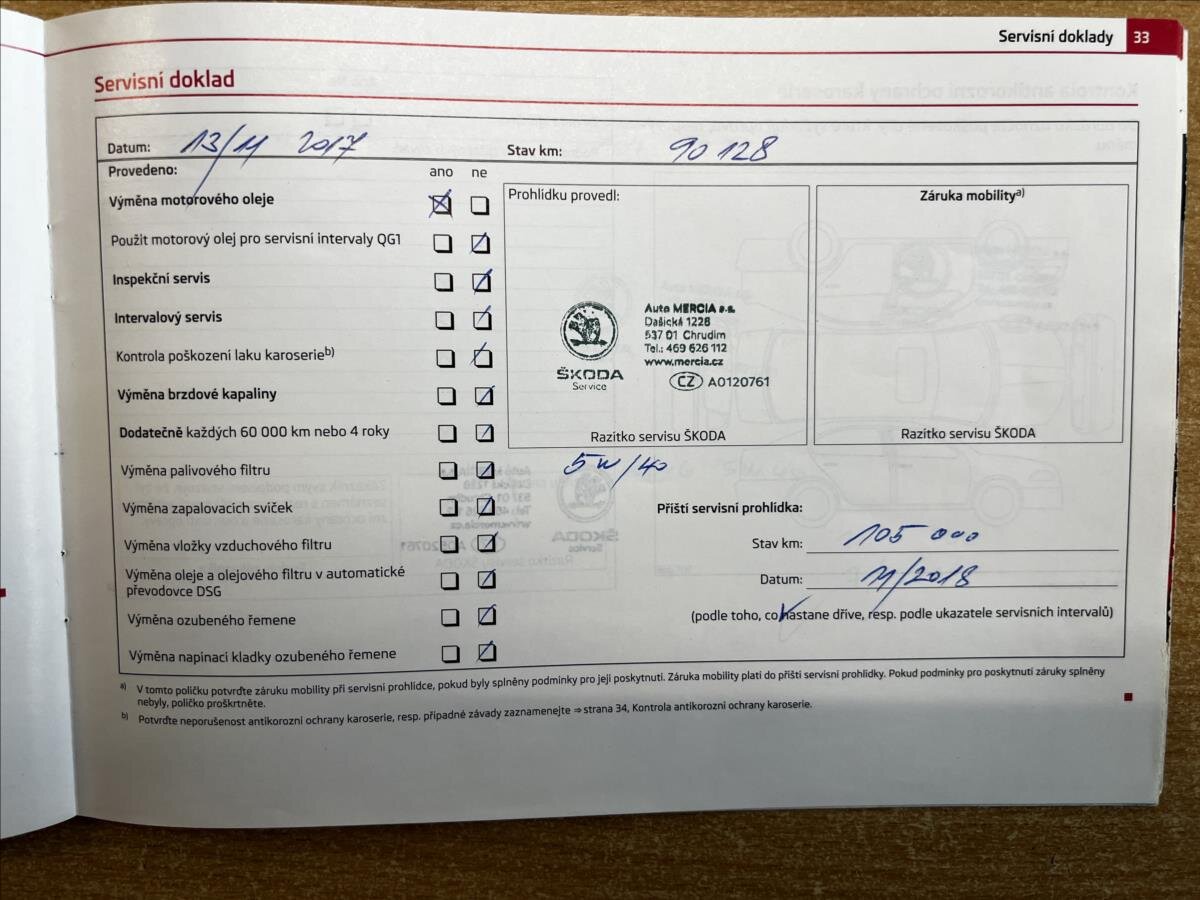 Servisní doklady 33
Servisní doklad
Datum: 13/11 2017 Stav km: 90 128
Provedeno: ano ne
Výměna motorového oleje
Použit motorový olej pro servisní intervaly QG1
Inspekční servis
Intervalový servis
Kontrola poškození laku karoserieb)
Výměna brzdové kapaliny
Dodatečně každých 60 000 km nebo 4 roky
Výměna palivového filtru
Výměna zapalovacích svíček
Výměna vložky vzduchového filtru
Výměna oleje a olejového filtru v automatické
převodovce DSG
Výměna ozubeného řemene
Výměna napínací kladky ozubeného řemene
Prohlídku provedl:
ŠKODA
Service
Auto MERCIA a.s.
Dašická 1228
537 01 Chrudim
Tel.: 469 626 112
www.mercia.cz
CZ A0120761
Razítko servisu ŠKODA
Záruka mobilitya)
Razítko servisu ŠKODA
5W/40
Příští servisní prohlídka:
Stav km: 105 000
Datum: 11/2018
(podle toho, co nastane dříve, resp. podle ukazatele servisních intervalů)
a) V tomto políčku potvrďte záruku mobility při servisní prohlídce, pokud byly splněny podmínky pro její poskytnutí. Záruka mobility platí do příští servisní prohlídky. Pokud podmínky pro poskytnutí záruky splněny
nebyly, políčko proškrtněte.
b) Potvrďte neporušenost antikorozní ochrany karoserie, resp. případné závady zaznamenejte ⇒ strana 34, Kontrola antikorozní ochrany karoserie.